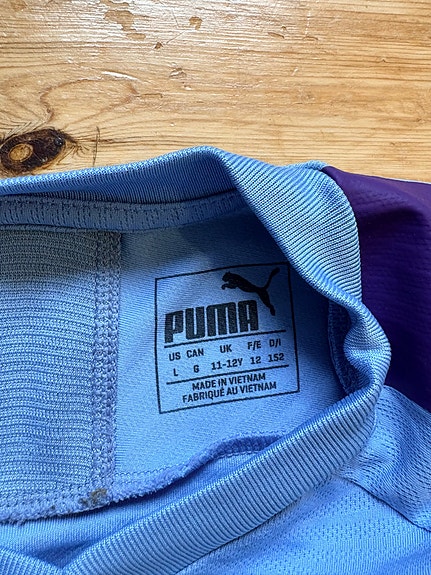 PUMA
US CAN UK F/E D/I
L G 11-12Y 12 152
MADE IN VIETNAM
FABRIQUÉ AU VIETNAM